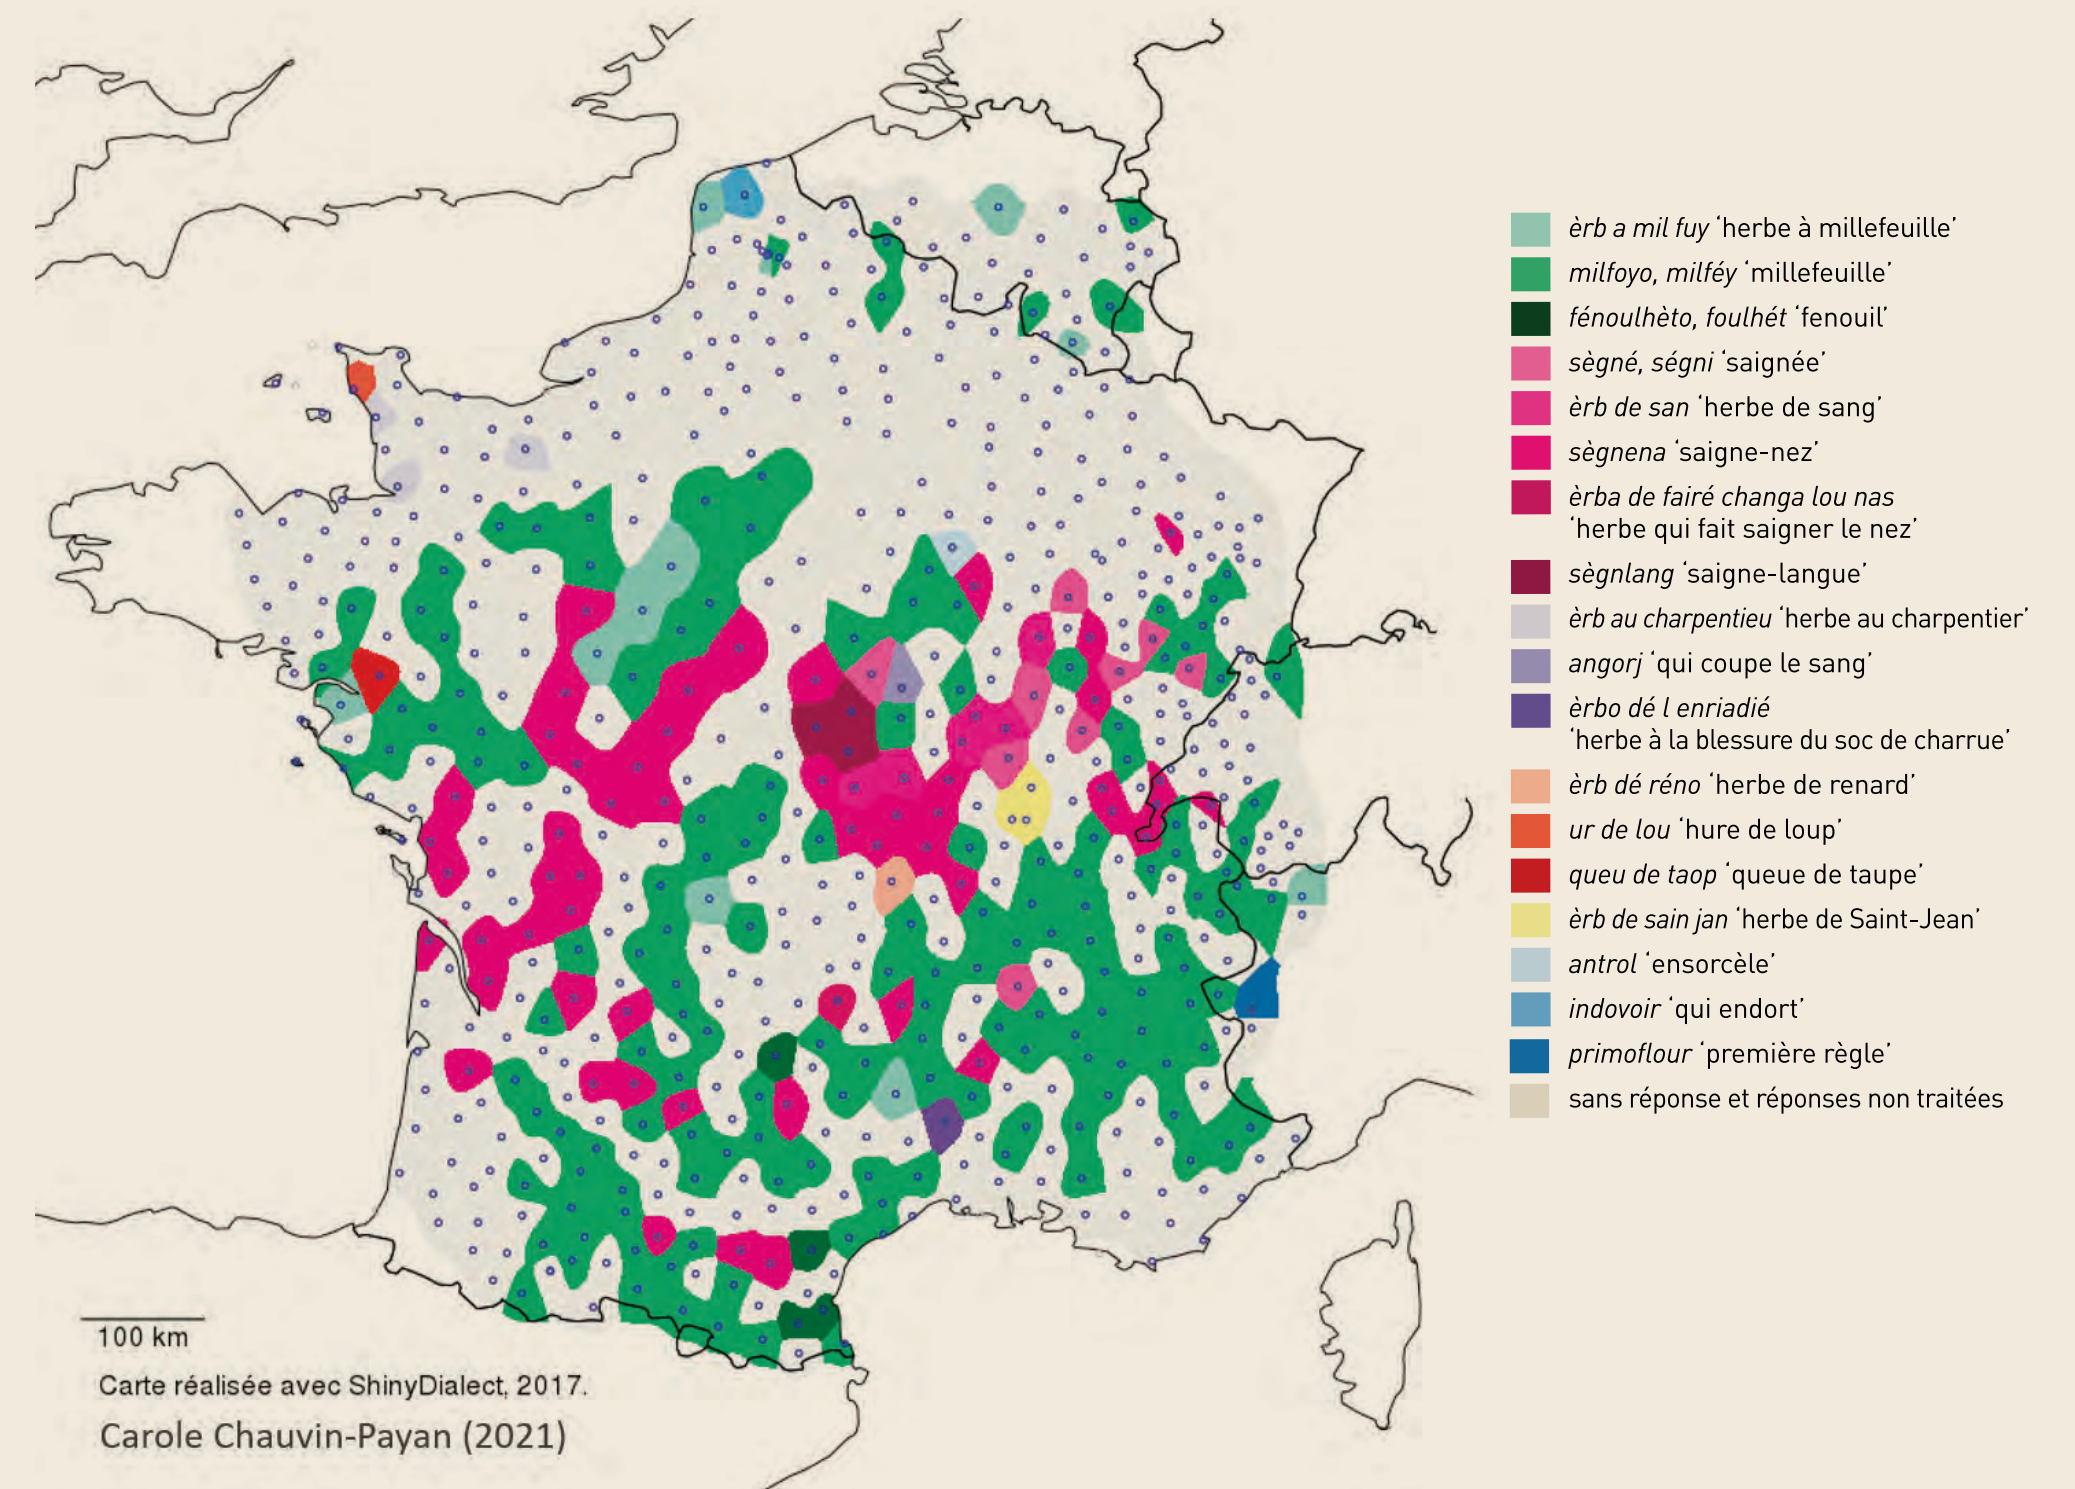 èrb a mil fuy ‘herbe à millefeuille’
milfoyo, milféy ‘millefeuille’
fénoulhèto, foulhét ‘fenouil’
sègné, ségni ‘saignée’
èrb de san ‘herbe de sang’
sègnena ‘saigne-nez’
èrba de fairé changa lou nas
‘herbe qui fait saigner le nez’
sègnlang ‘saigne-langue’
èrb au charpentieu ‘herbe au charpentier’
angorj ‘qui coupe le sang’
èrbo dé l enriadié
‘herbe à la blessure du soc de charrue’
èrb dé réno ‘herbe de renard’
ur de lou ‘hure de loup’
queu de taop ‘queue de taupe’
èrb de sain jan ‘herbe de Saint-Jean’
antrol ‘ensorcèle’
indovoir ‘qui endort’
primoflour ‘première règle’
sans réponse et réponses non traitées
100 km
Carte réalisée avec ShinyDialect, 2017.
Carole Chauvin-Payan (2021)